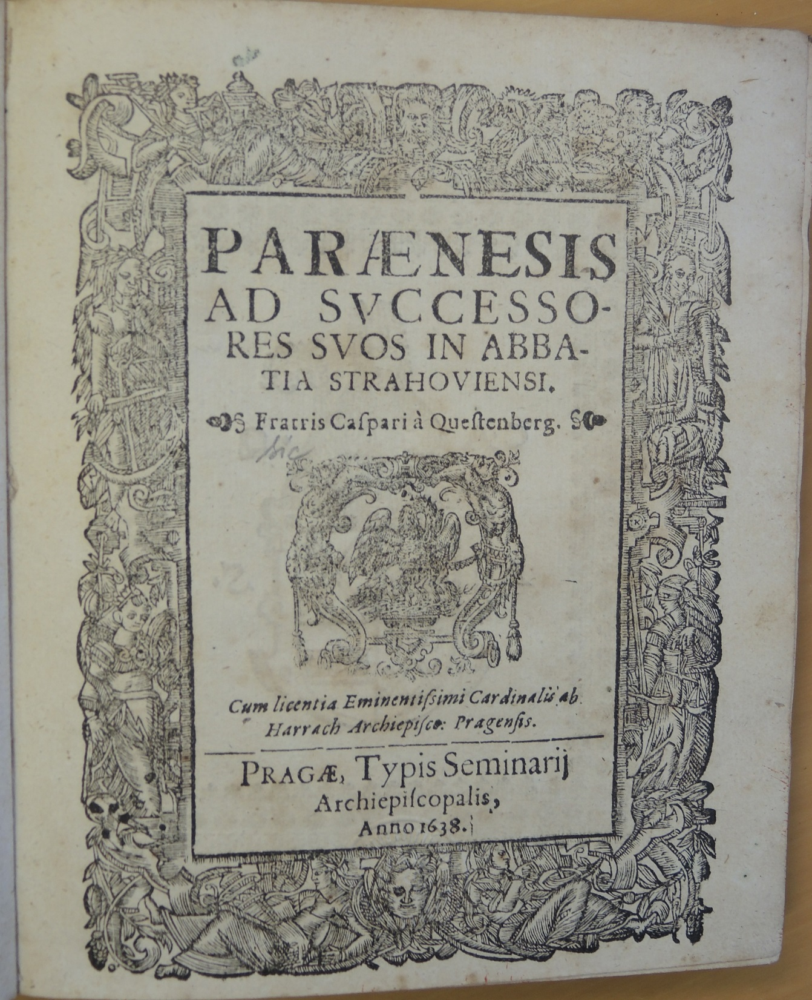 PARÆNESIS
AD SVCCESSO-
RES SVOS IN ABBA-
TIA STRAHOVIENSI.
Fratris Caſpari à Queſtenberg.
sic
Cum licentia Eminentiſsimi Cardinalis ab
Harrach Archiepiſco: Pragenſis.
PRAGÆ, Typis Seminarij
Archiepiſcopalis,
Anno 1638.